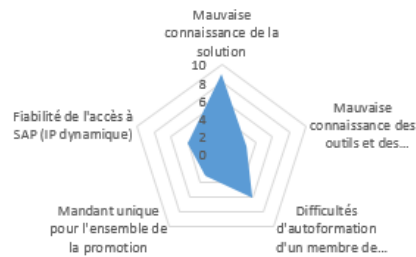 Mauvaise
connaissance de la
solution
10
8
6
4
2
0
Mauvaise
connaissance des
outils et des...
Difficultés
d'autoformation
d'un membre de...
Mandant unique
pour l'ensemble de
la promotion
Fiabilité de l'accès à
SAP (IP dynamique)